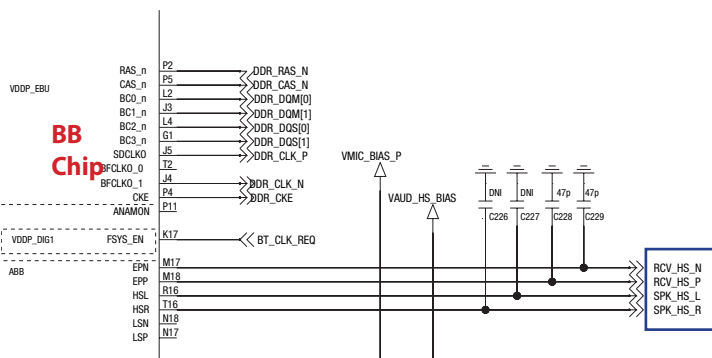 RAS_n P2 DDR_RAS_N
CAS_n P5 DDR_CAS_N
VDDP_EBU
BC0_n L2 DDR_DQM[0]
BC1_n J3 DDR_DQM[1]
BC2_n L4 DDR_DQS[0]
BC3_n G1 DDR_DQS[1]
BB
Chip
SDCLKO J5 DDR_CLK_P
BFCLKO_0 T2
BFCLKO_1 J4 DDR_CLK_N
CKE P4 DDR_CKE
ANAMON P11
VMIC_BIAS_P
VAUD_HS_BIAS
DNI DNI 47p 47p
C226 C227 C228 C229
VDDP_DIG1 FSYS_EN K17 BT_CLK_REQ
ABB
EPN M17 RCV_HS_N
EPP M18 RCV_HS_P
HSL R16 SPK_HS_L
HSR T16 SPK_HS_R
LSN N18
LSP N17